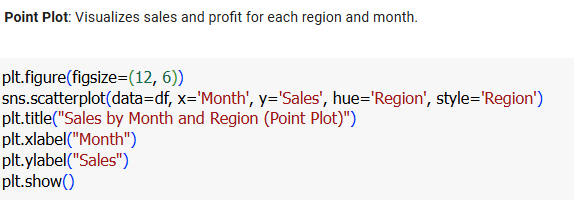 Point Plot: Visualizes sales and profit for each region and month.
plt.figure(figsize=(12, 6))
sns.scatterplot(data=df, x='Month', y='Sales', hue='Region', style='Region')
plt.title("Sales by Month and Region (Point Plot)")
plt.xlabel("Month")
plt.ylabel("Sales")
plt.show()